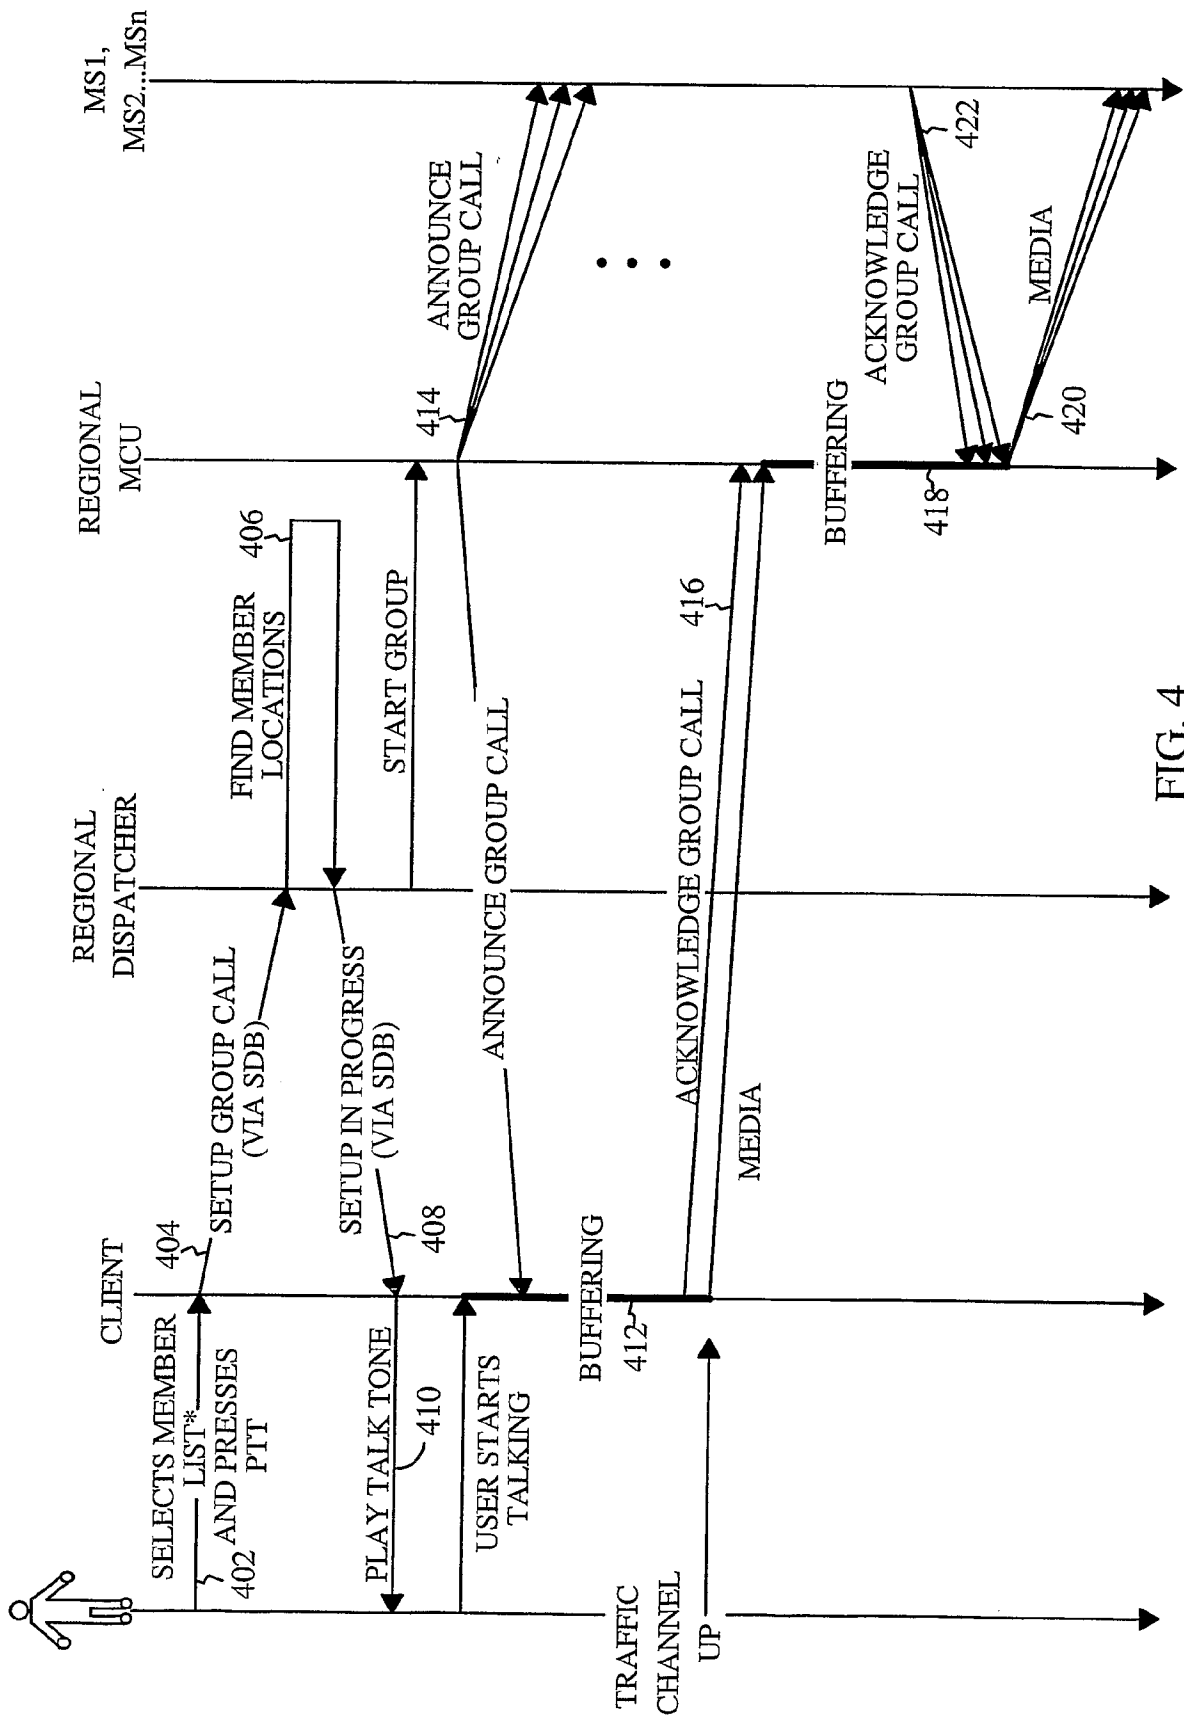 CLIENT
REGIONAL
DISPATCHER
REGIONAL
MCU
MS1,
MS2...MSn
SELECTS MEMBER
LIST*
AND PRESSES
PTT
402
404
SETUP GROUP CALL
(VIA SDB)
FIND MEMBER
LOCATIONS
406
SETUP IN PROGRESS
(VIA SDB)
408
PLAY TALK TONE
410
START GROUP
414
ANNOUNCE
GROUP CALL
USER STARTS
TALKING
ANNOUNCE GROUP CALL
BUFFERING
412
TRAFFIC
CHANNEL
UP
ACKNOWLEDGE GROUP CALL
416
MEDIA
BUFFERING
418
ACKNOWLEDGE
GROUP CALL
422
MEDIA
420
FIG. 4